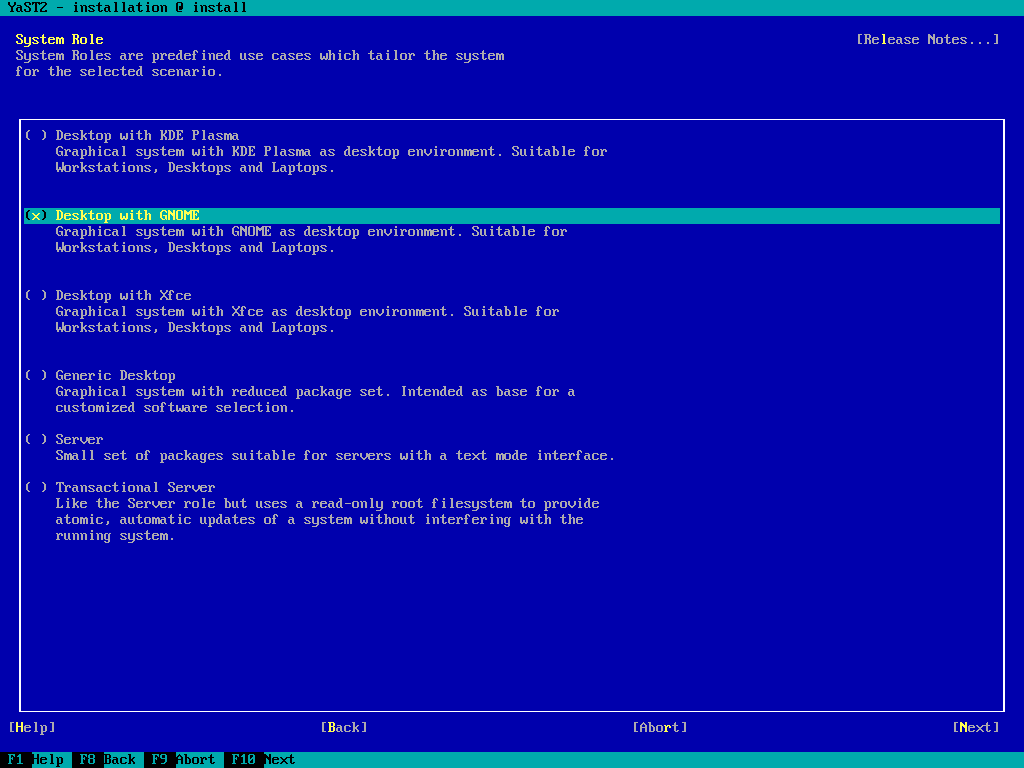 YaST2 - installation @ install
System Role
[Release Notes...]
System Roles are predefined use cases which tailor the system
for the selected scenario.
( ) Desktop with KDE Plasma
Graphical system with KDE Plasma as desktop environment. Suitable for
Workstations, Desktops and Laptops.
(x) Desktop with GNOME
Graphical system with GNOME as desktop environment. Suitable for
Workstations, Desktops and Laptops.
( ) Desktop with Xfce
Graphical system with Xfce as desktop environment. Suitable for
Workstations, Desktops and Laptops.
( ) Generic Desktop
Graphical system with reduced package set. Intended as base for a
customized software selection.
( ) Server
Small set of packages suitable for servers with a text mode interface.
( ) Transactional Server
Like the Server role but uses a read-only root filesystem to provide
atomic, automatic updates of a system without interfering with the
running system.
[Help] [Back] [Abort] [Next]
F1 Help F8 Back F9 Abort F10 Next